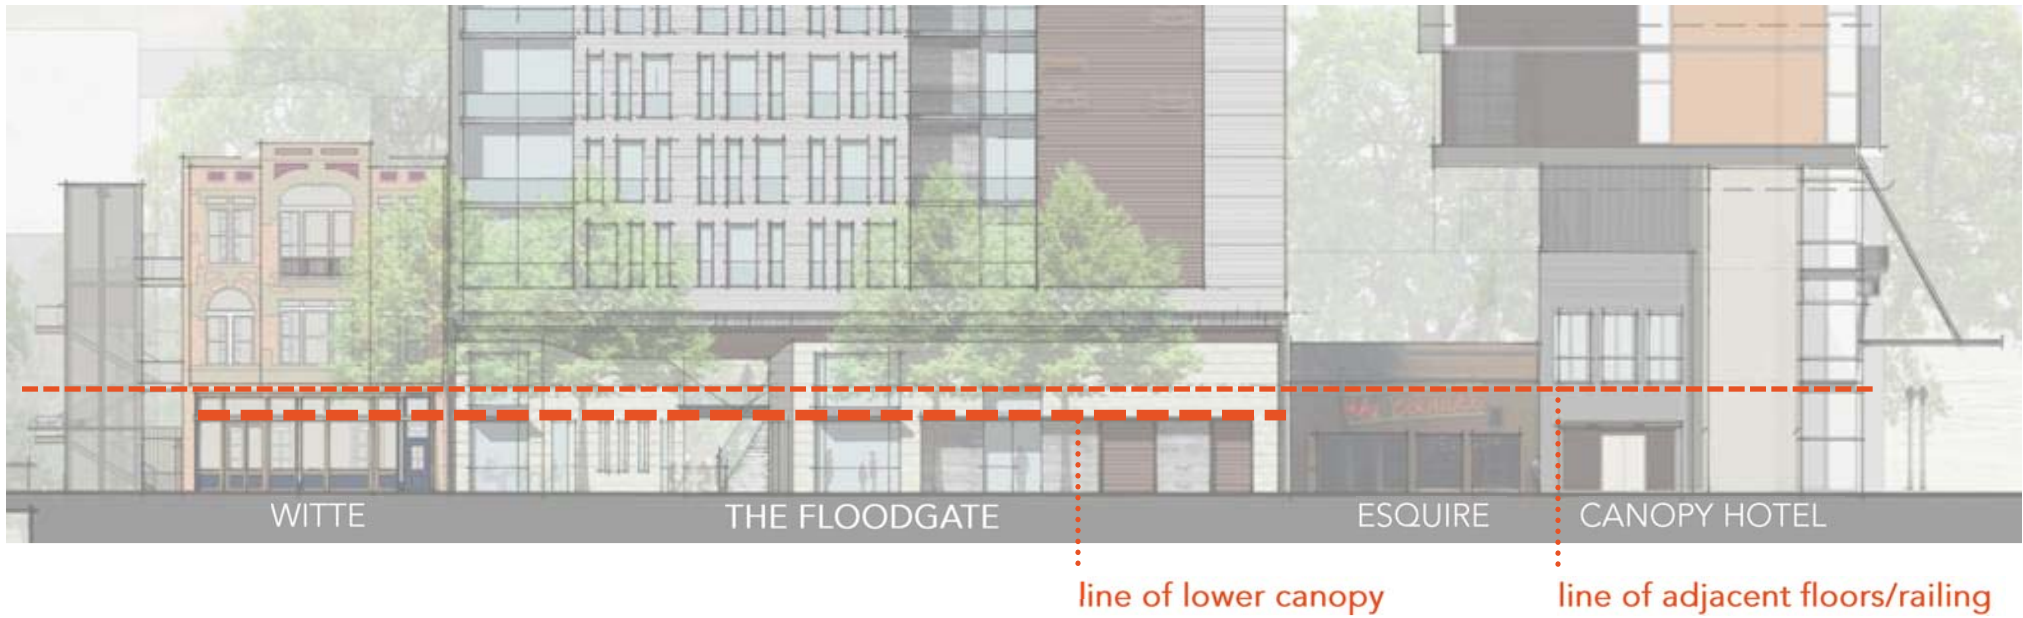 WITTE
THE FLOODGATE
ESQUIRE
CANOPY HOTEL
line of lower canopy
line of adjacent floors/railing